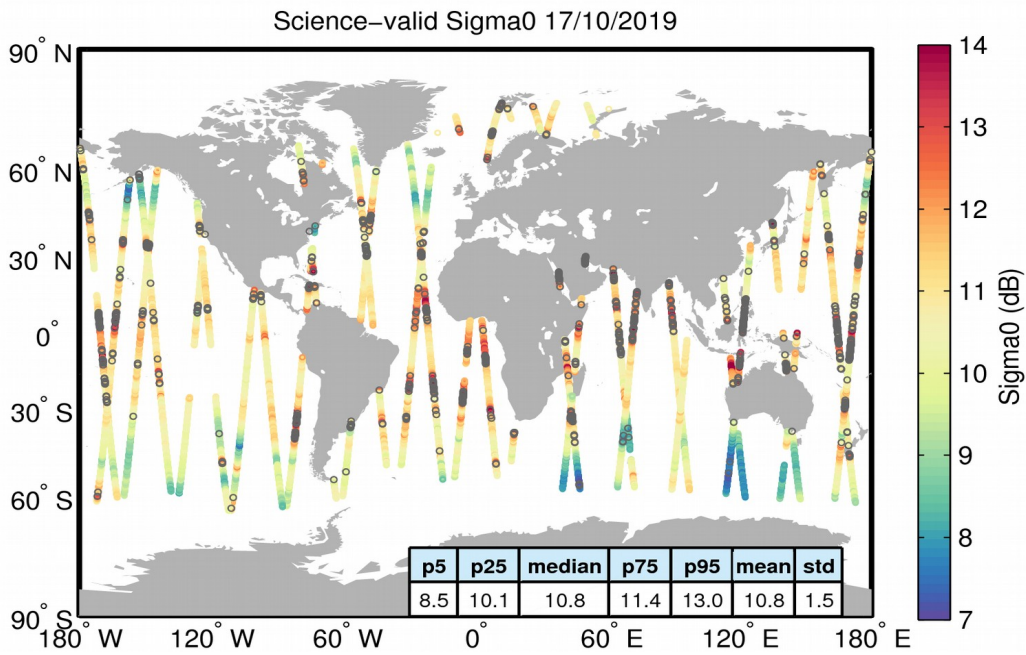 Science−valid Sigma0 17/10/2019
90° N
60° N
30° N
0°
30° S
60° S
90° S
180° W
120° W
60° W
0°
60° E
120° E
180° E
p5 p25 median p75 p95 mean std
8.5 10.1 10.8 11.4 13.0 10.8 1.5
14
13
12
11
10
9
8
7
Sigma0 (dB)